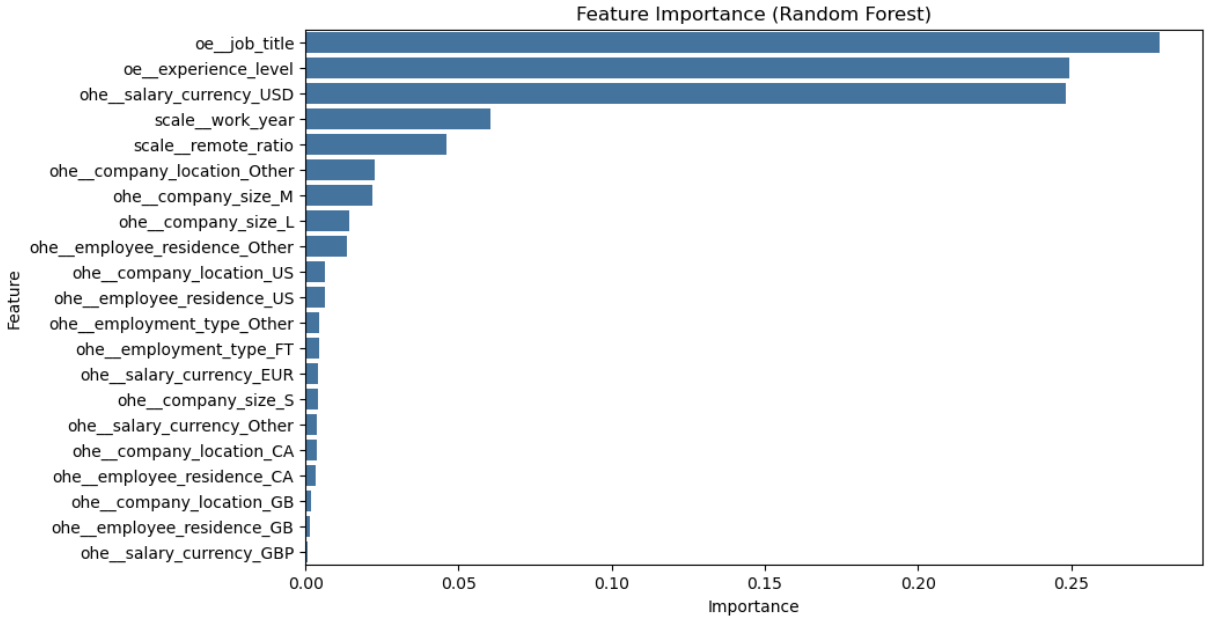 Feature Importance (Random Forest)
oe__job_title
oe__experience_level
ohe__salary_currency_USD
scale__work_year
scale__remote_ratio
ohe__company_location_Other
ohe__company_size_M
ohe__company_size_L
ohe__employee_residence_Other
ohe__company_location_US
ohe__employee_residence_US
ohe__employment_type_Other
ohe__employment_type_FT
ohe__salary_currency_EUR
ohe__company_size_S
ohe__salary_currency_Other
ohe__company_location_CA
ohe__employee_residence_CA
ohe__company_location_GB
ohe__employee_residence_GB
ohe__salary_currency_GBP
Feature
0.00 0.05 0.10 0.15 0.20 0.25
Importance